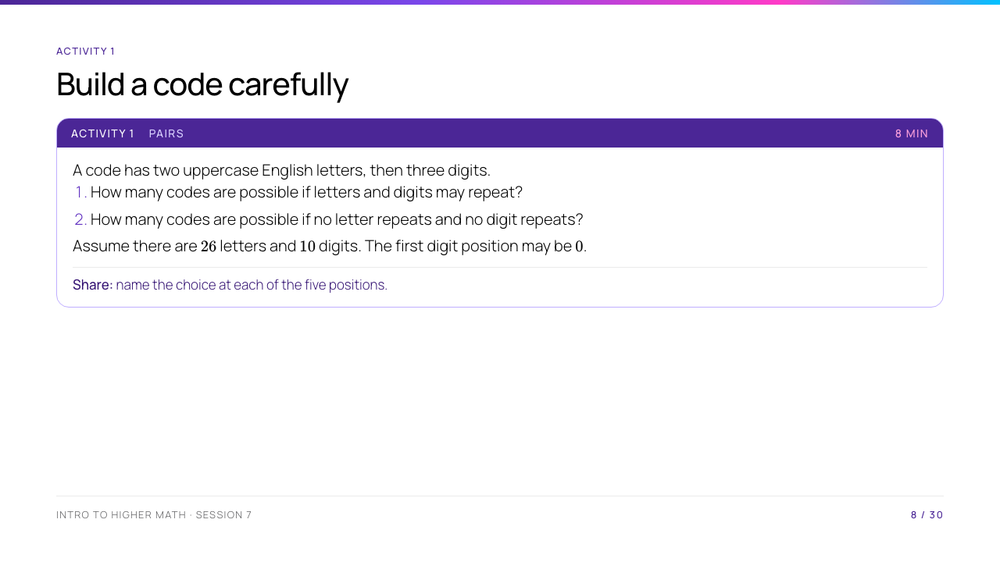 ACTIVITY 1
Build a code carefully
ACTIVITY 1 PAIRS 8 MIN
A code has two uppercase English letters, then three digits.
1. How many codes are possible if letters and digits may repeat?
2. How many codes are possible if no letter repeats and no digit repeats?
Assume there are 26 letters and 10 digits. The first digit position may be 0.
Share: name the choice at each of the five positions.
INTRO TO HIGHER MATH · SESSION 7 8 / 30